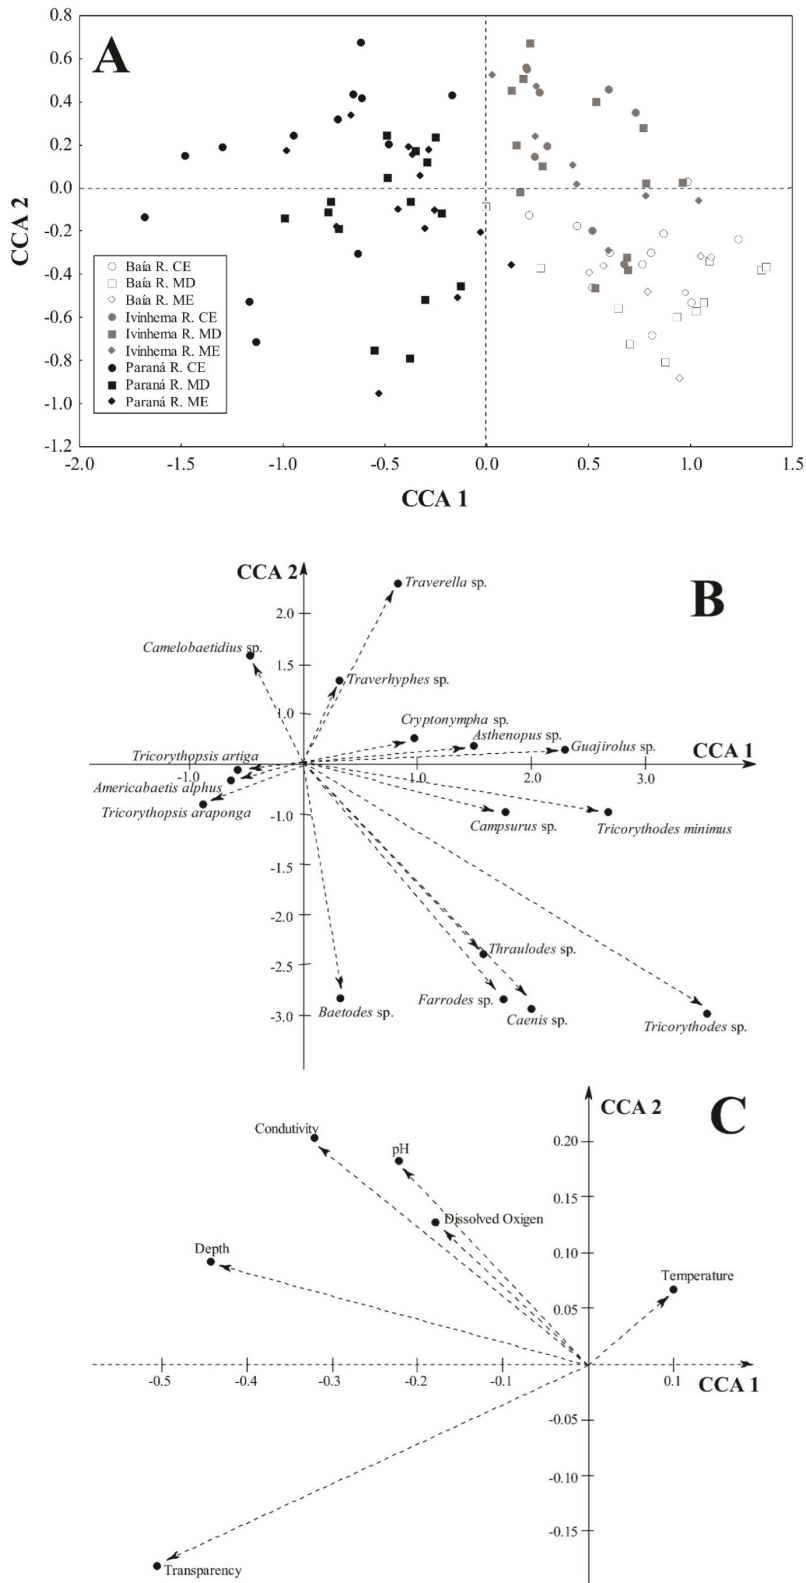 A
0.8
0.6
0.4
0.2
0.0
-0.2
-0.4
-0.6
-0.8
-1.0
-1.2
CCA 2
Baía R. CE
Baía R. MD
Baía R. ME
Ivinhema R. CE
Ivinhema R. MD
Ivinhema R. ME
Paraná R. CE
Paraná R. MD
Paraná R. ME
-2.0 -1.5 -1.0 -0.5 0.0 0.5 1.0 1.5
CCA 1
B
CCA 2
Traverella sp.
2.0
Camelobaetidius sp.
1.5
Traverhyphes sp.
1.0
Cryptonympha sp.
Asthenopus sp.
Guajirolus sp.
CCA 1
Tricorythopsis artiga
-1.0 1.0 2.0 3.0
Americabaetis alphus
Tricorythopsis araponga
-1.0
Campsurus sp.
Tricorythodes minimus
-1.5
-2.0
Thraulodes sp.
-2.5
Farrodes sp.
Baetodes sp.
-3.0
Caenis sp.
Tricorythodes sp.
C
CCA 2
Condutivity
pH
0.20
0.15
Dissolved Oxigen
Depth
0.10
Temperature
0.05
-0.5 -0.4 -0.3 -0.2 -0.1 0.1
CCA 1
-0.05
-0.10
-0.15
Transparency